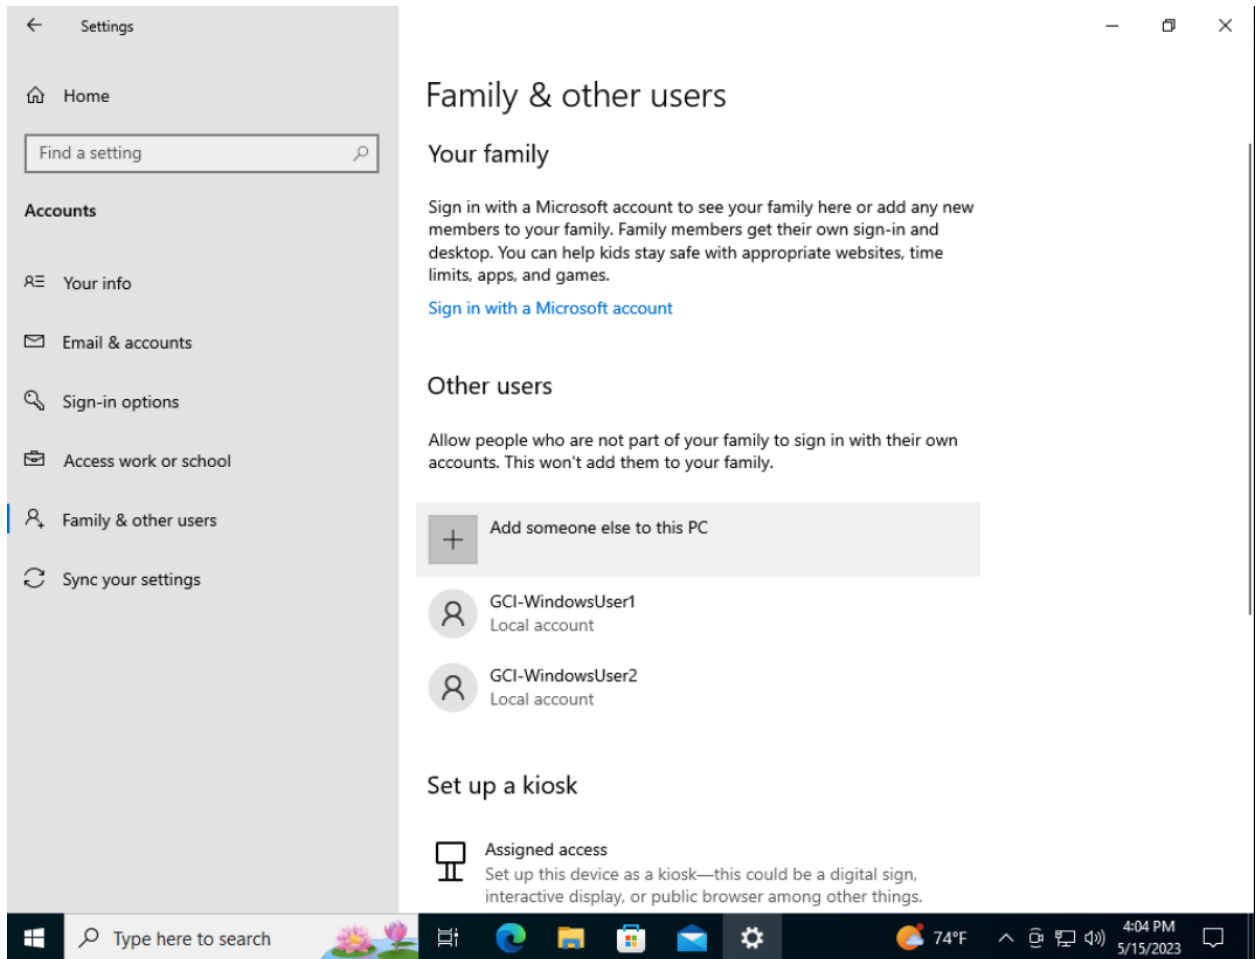 Settings
Home
Find a setting
Accounts
Your info
Email & accounts
Sign-in options
Access work or school
Family & other users
Sync your settings
Family & other users
Your family
Sign in with a Microsoft account to see your family here or add any new
members to your family. Family members get their own sign-in and
desktop. You can help kids stay safe with appropriate websites, time
limits, apps, and games.
Sign in with a Microsoft account
Other users
Allow people who are not part of your family to sign in with their own
accounts. This won't add them to your family.
Add someone else to this PC
GCI-WindowsUser1
Local account
GCI-WindowsUser2
Local account
Set up a kiosk
Assigned access
Set up this device as a kiosk—this could be a digital sign,
interactive display, or public browser among other things.
Type here to search
74°F
4:04 PM
5/15/2023